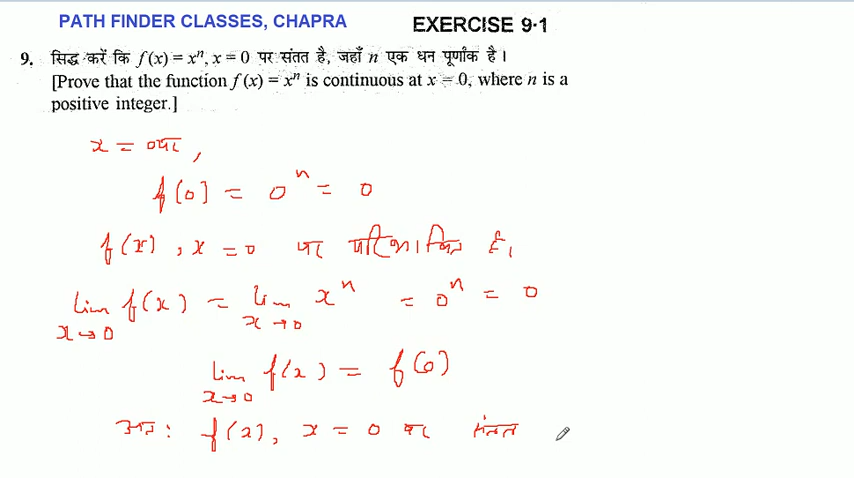 PATH FINDER CLASSES, CHAPRA EXERCISE 9·1
9. सिद्ध करें कि f(x) = xⁿ, x = 0 पर संतत है, जहाँ n एक धन पूर्णांक है।
[Prove that the function f(x) = xⁿ is continuous at x = 0, where n is a
positive integer.]
x = 0 पर,
f(0) = 0ⁿ = 0
f(x), x = 0 पर परिभाषित है।
lim x→0 f(x) = lim x→0 xⁿ = 0ⁿ = 0
lim x→0 f(x) = f(0)
अतः f(x), x = 0 पर संतत